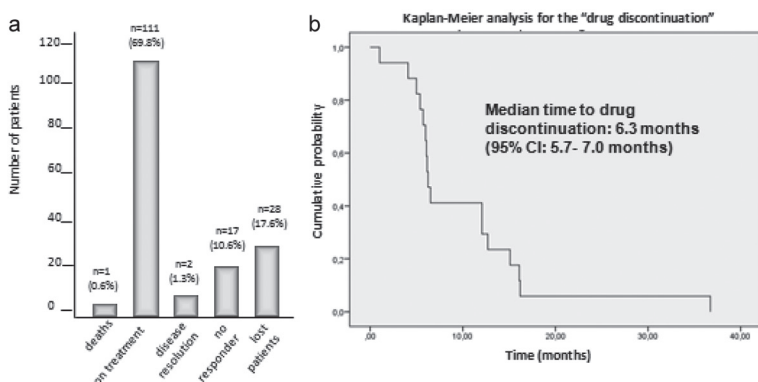 a
120
100
80
60
40
20
0
Number of patients
n=1
(0.6%)
n=111
(69.8%)
n=2
(1.3%)
n=17
(10.6%)
n=28
(17.6%)
deaths
on treatment
disease
resolution
no
responder
lost
patients
b
Kaplan-Meier analysis for the “drug discontinuation”
Cumulative probability
1,0
0,8
0,6
0,4
0,2
0,0
Median time to drug
discontinuation: 6.3 months
(95% CI: 5.7- 7.0 months)
,00
10,00
20,00
30,00
40,00
Time (months)